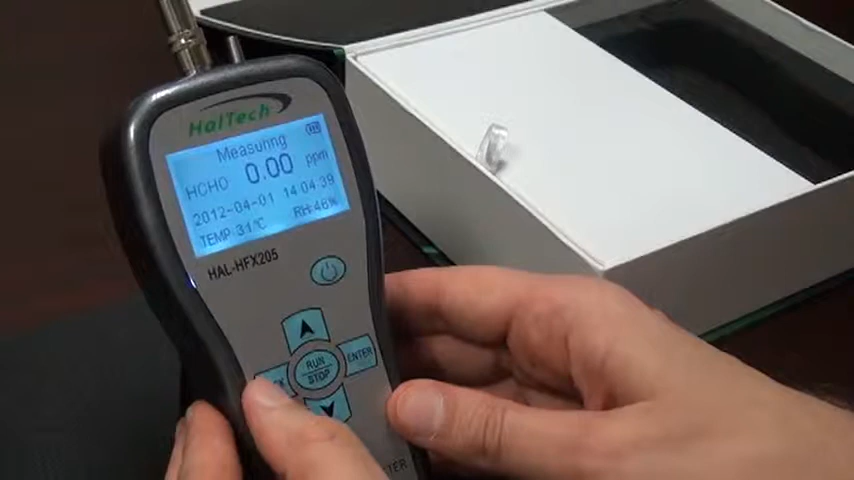 HalTech
Measuring
HCHO 0.00 ppm
2012-04-01 14:04:39
TEMP:31℃ RH:46%
HAL-HFX205
RUN
STOP
ENTER